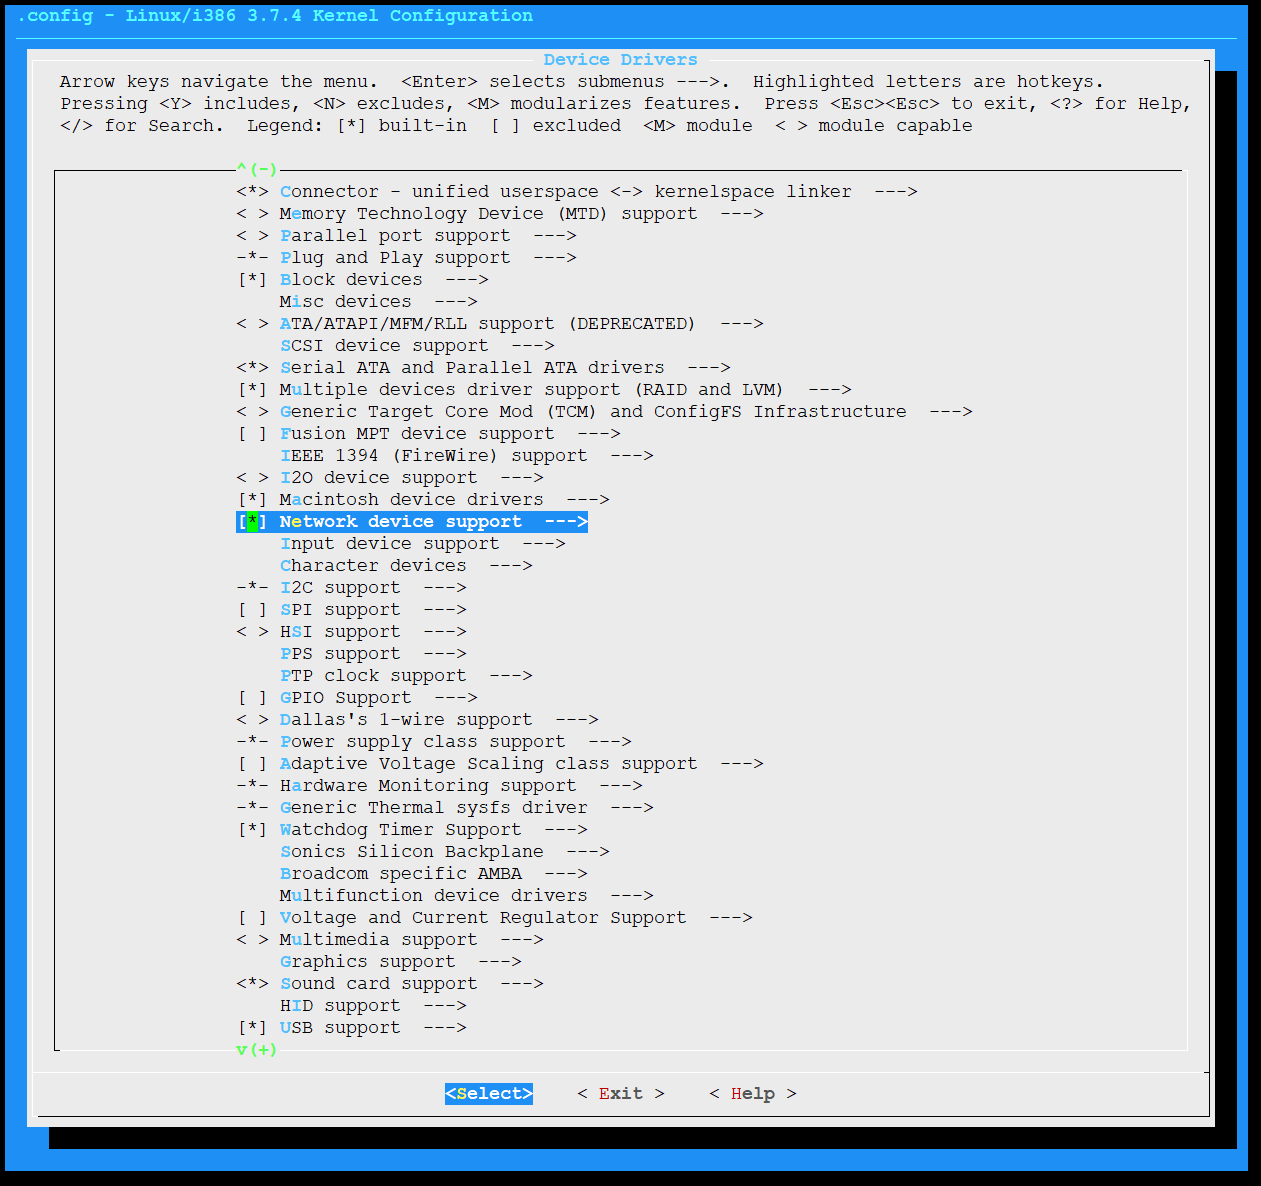 .config - Linux/i386 3.7.4 Kernel Configuration
Device Drivers
Arrow keys navigate the menu.  <Enter> selects submenus --->.  Highlighted letters are hotkeys.
Pressing <Y> includes, <N> excludes, <M> modularizes features.  Press <Esc><Esc> to exit, <?> for Help,
</> for Search.  Legend: [*] built-in  [ ] excluded  <M> module  < > module capable
^(-)
<*> Connector - unified userspace <-> kernelspace linker  --->
< > Memory Technology Device (MTD) support  --->
< > Parallel port support  --->
-*- Plug and Play support  --->
[*] Block devices  --->
Misc devices  --->
< > ATA/ATAPI/MFM/RLL support (DEPRECATED)  --->
SCSI device support  --->
<*> Serial ATA and Parallel ATA drivers  --->
[*] Multiple devices driver support (RAID and LVM)  --->
< > Generic Target Core Mod (TCM) and ConfigFS Infrastructure  --->
[ ] Fusion MPT device support  --->
IEEE 1394 (FireWire) support  --->
< > I2O device support  --->
[*] Macintosh device drivers  --->
[*] Network device support  --->
Input device support  --->
Character devices  --->
-*- I2C support  --->
[ ] SPI support  --->
< > HSI support  --->
PPS support  --->
PTP clock support  --->
[ ] GPIO Support  --->
< > Dallas's 1-wire support  --->
-*- Power supply class support  --->
[ ] Adaptive Voltage Scaling class support  --->
-*- Hardware Monitoring support  --->
-*- Generic Thermal sysfs driver  --->
[*] Watchdog Timer Support  --->
Sonics Silicon Backplane  --->
Broadcom specific AMBA  --->
Multifunction device drivers  --->
[ ] Voltage and Current Regulator Support  --->
< > Multimedia support  --->
Graphics support  --->
<*> Sound card support  --->
HID support  --->
[*] USB support  --->
v(+)
<Select>    < Exit >    < Help >